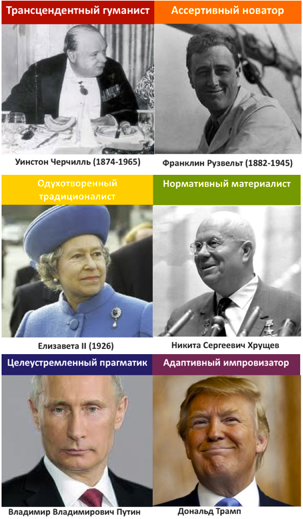 Трансцендентный гуманист
Ассертивный новатор
Уинстон Черчилль (1874-1965)
Франклин Рузвельт (1882-1945)
Одухотворенный
традиционалист
Нормативный материалист
Елизавета II (1926)
Никита Сергеевич Хрущев
Целеустремленный прагматик
Адаптивный импровизатор
Владимир Владимирович Путин
Дональд Трамп